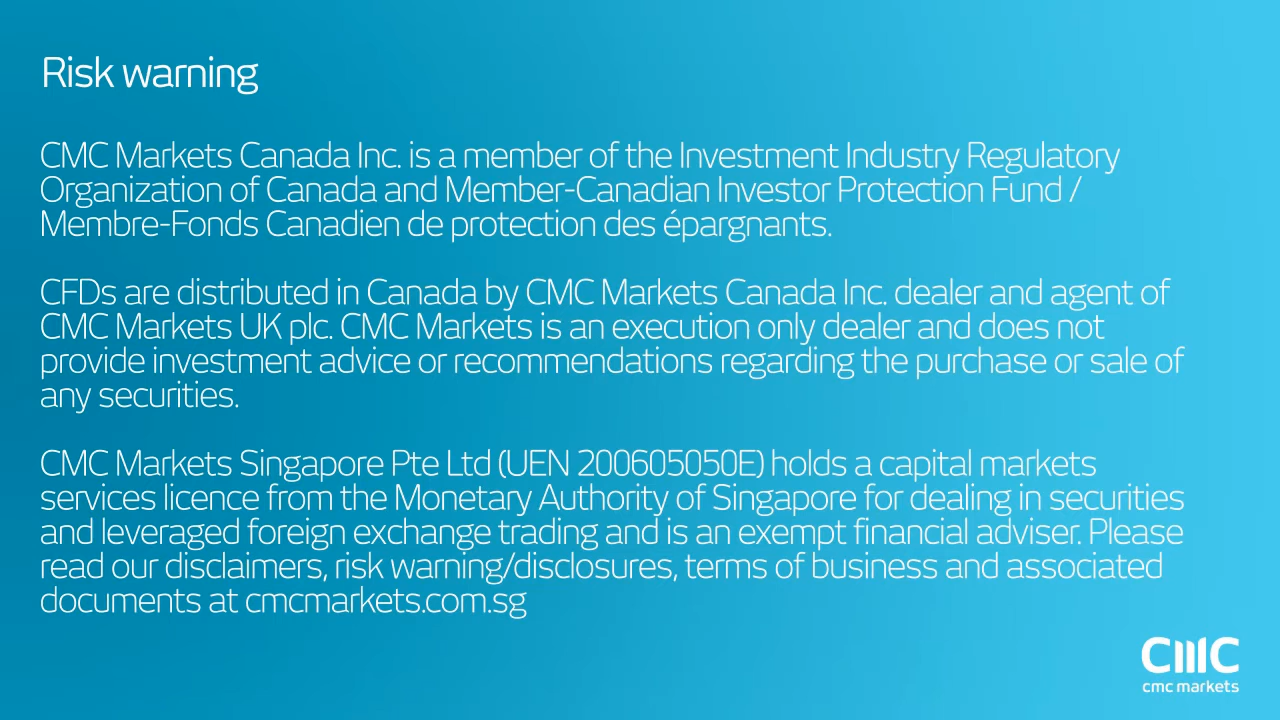 Risk warning
CMC Markets Canada Inc. is a member of the Investment Industry Regulatory
Organization of Canada and Member-Canadian Investor Protection Fund /
Membre-Fonds Canadien de protection des épargnants.
CFDs are distributed in Canada by CMC Markets Canada Inc. dealer and agent of
CMC Markets UK plc. CMC Markets is an execution only dealer and does not
provide investment advice or recommendations regarding the purchase or sale of
any securities.
CMC Markets Singapore Pte Ltd (UEN 200605050E) holds a capital markets
services licence from the Monetary Authority of Singapore for dealing in securities
and leveraged foreign exchange trading and is an exempt financial adviser. Please
read our disclaimers, risk warning/disclosures, terms of business and associated
documents at cmcmarkets.com.sg
CMC
cmc markets